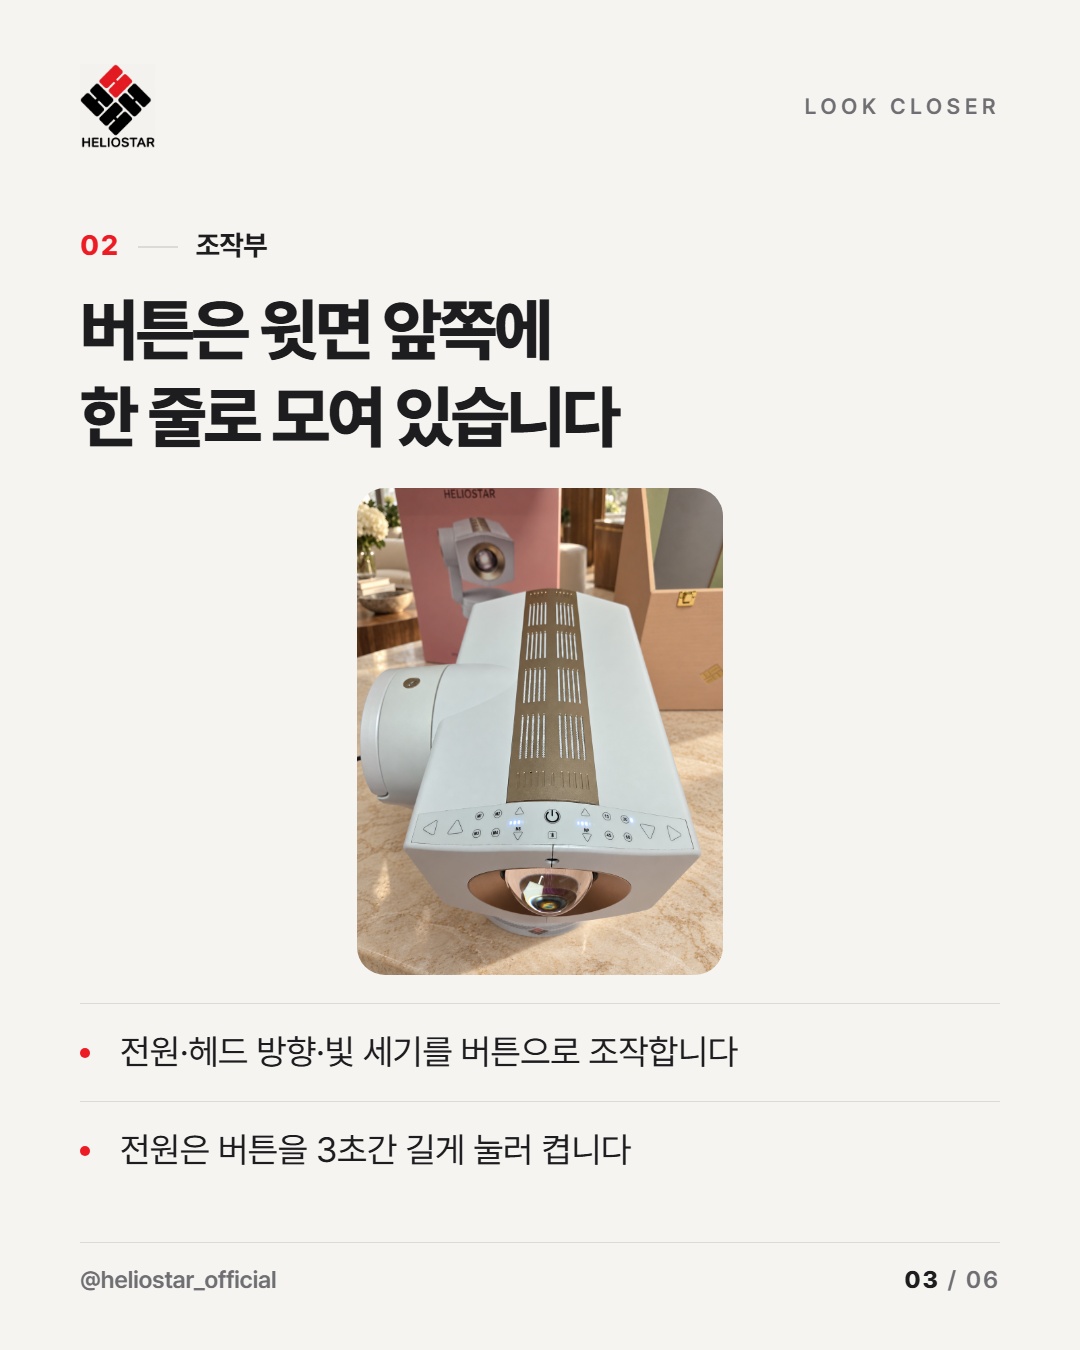 HELIOSTAR
LOOK CLOSER
02 — 조작부
버튼은 윗면 앞쪽에
한 줄로 모여 있습니다
HELIOSTAR
전원·헤드 방향·빛 세기를 버튼으로 조작합니다
전원은 버튼을 3초간 길게 눌러 켭니다
@heliostar_official
03 / 06